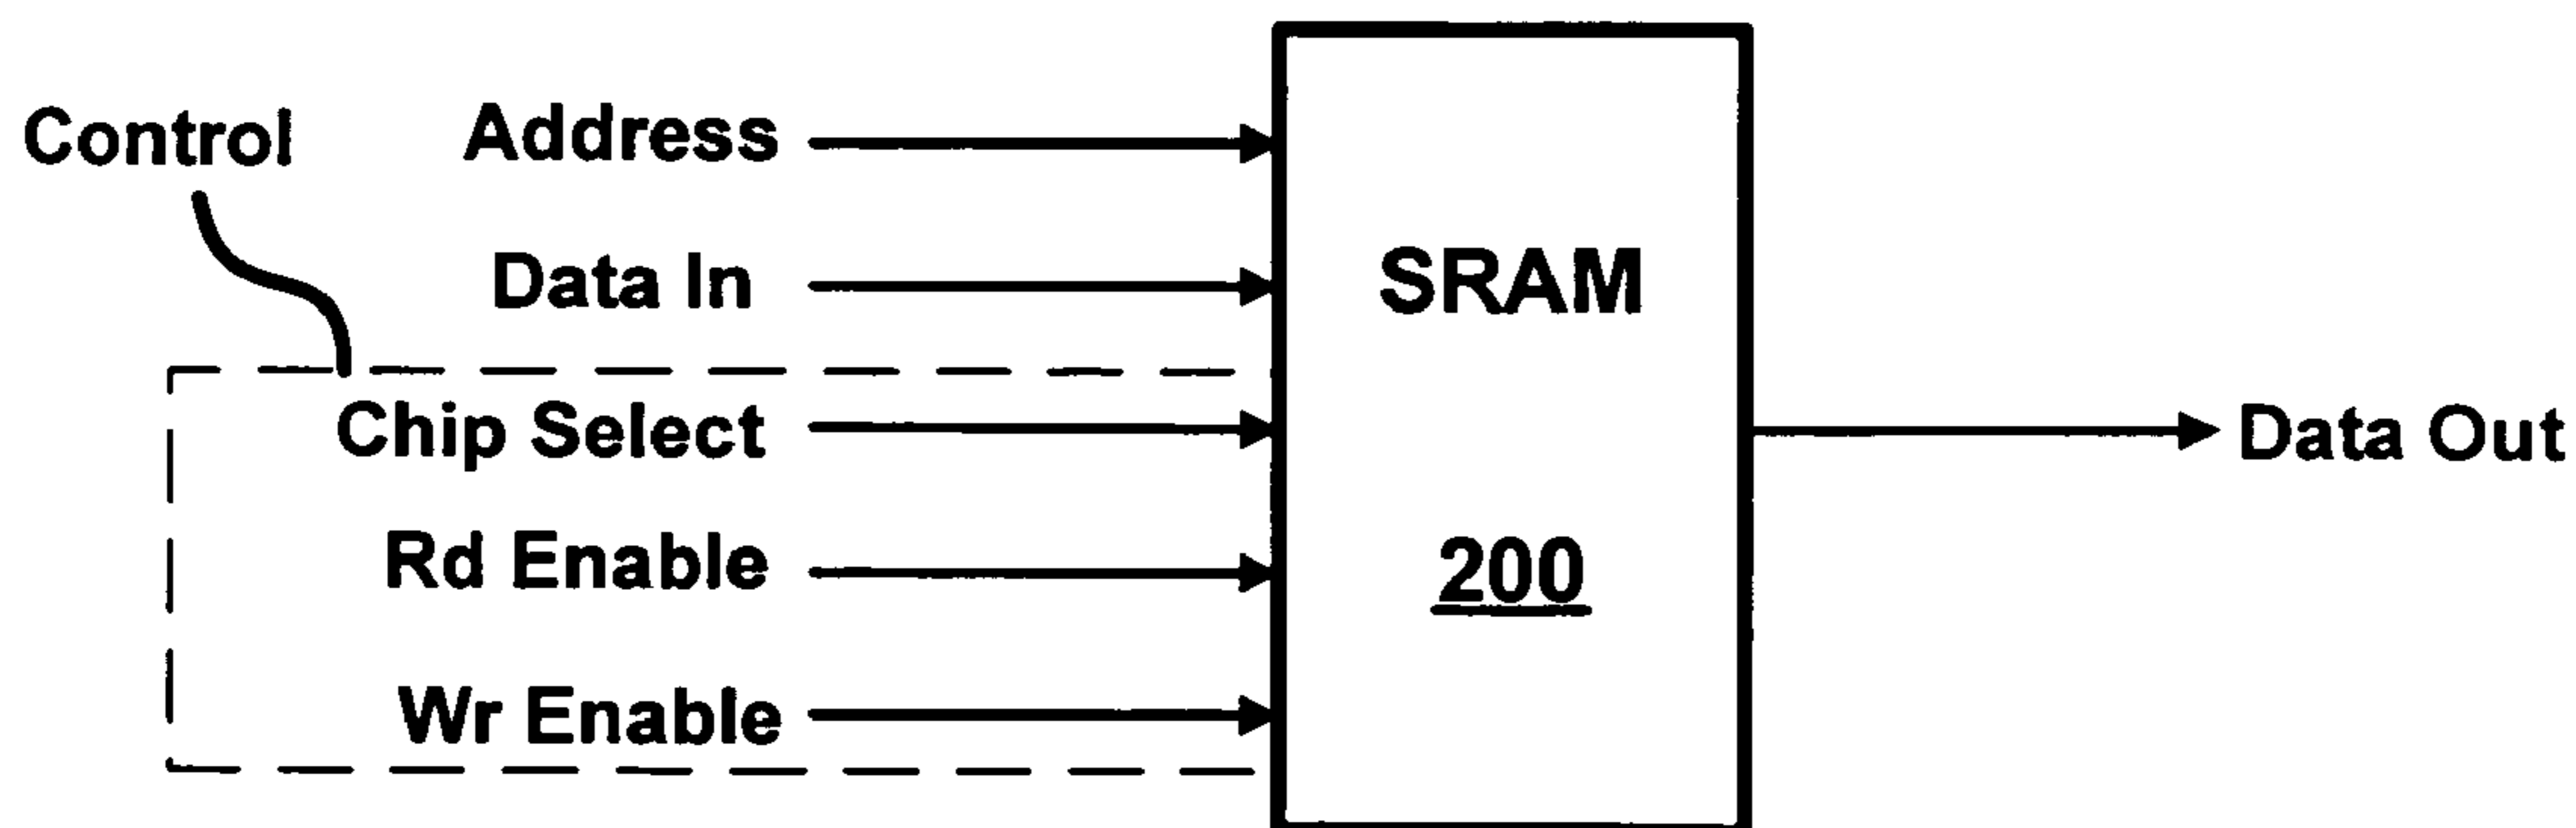 Control
Address
Data In
Chip Select
Rd Enable
Wr Enable
SRAM
200
Data Out